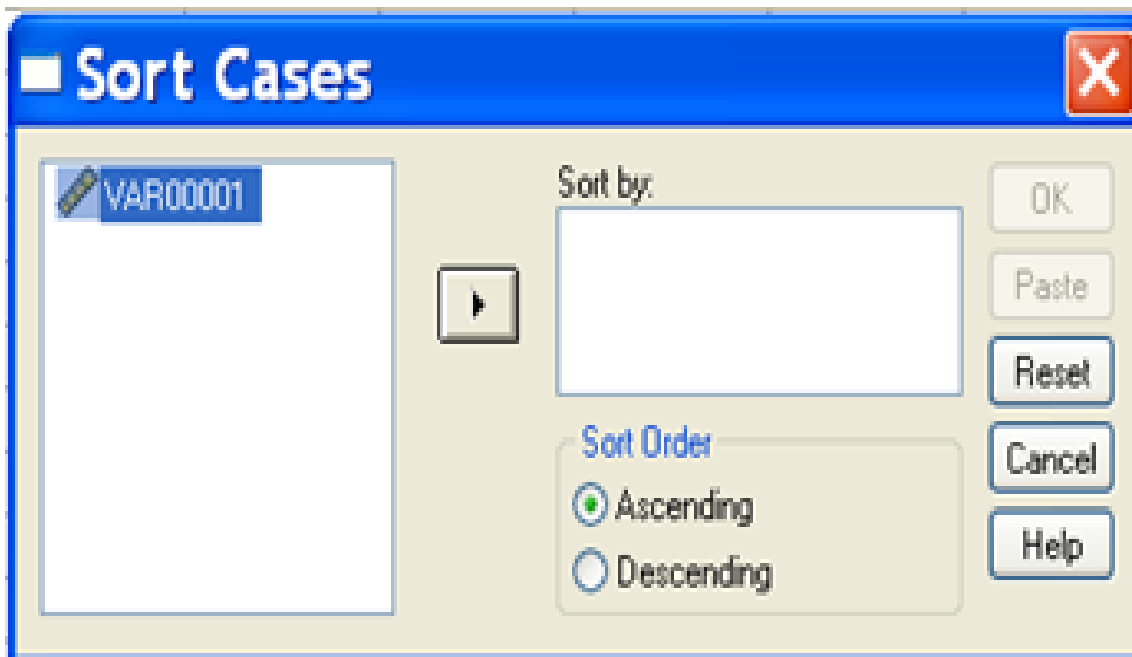 Sort Cases
VAR00001
Sort by:
OK
Paste
Reset
Cancel
Help
Sort Order
Ascending
Descending